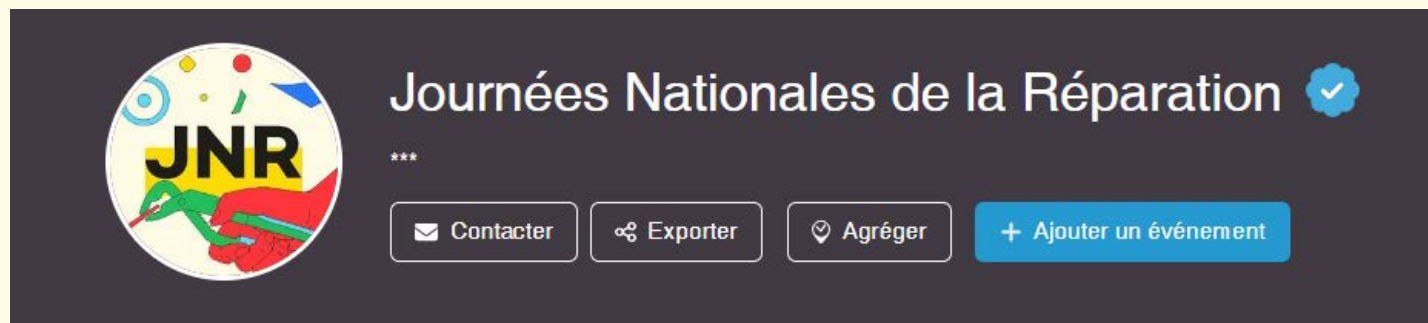 JNR
Journées Nationales de la Réparation
***
Contacter
Exporter
Agréger
+ Ajouter un événement